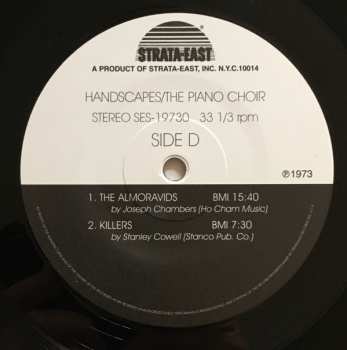 STRATA-EAST
A PRODUCT OF STRATA-EAST, INC. N.Y.C. 10014
HANDSCAPES/THE PIANO CHOIR
STEREO SES-19730 33 1/3 rpm
SIDE D
℗1973
1. THE ALMORAVIDS BMI 15:40
by Joseph Chambers (Ho Cham Music)
2. KILLERS BMI 7:30
by Stanley Cowell (Stanco Pub. Co.)